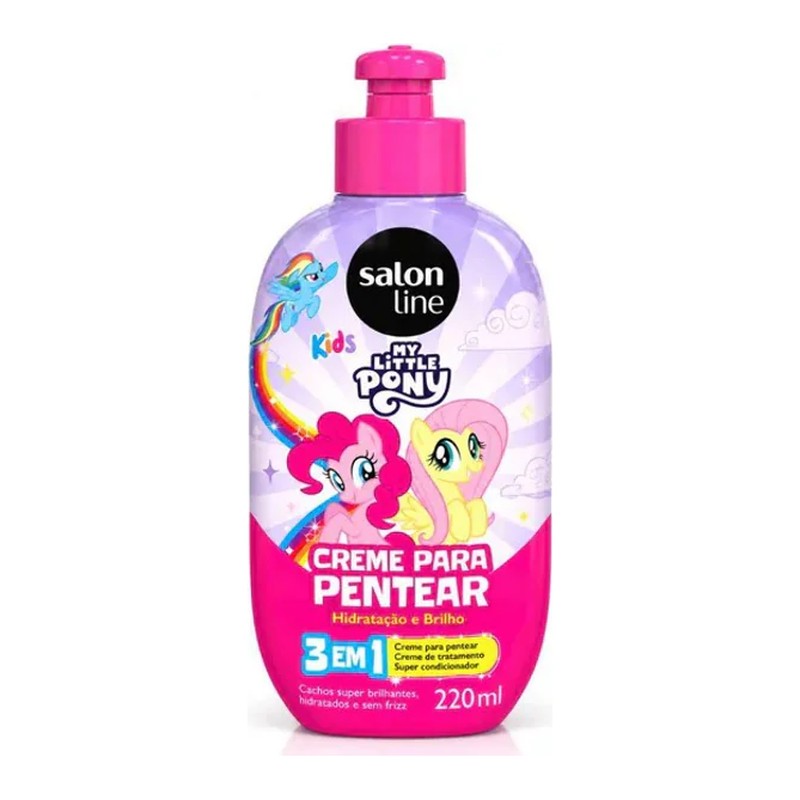 salon
line
Kids
MY
LITTLE
PONY
CREME PARA
PENTEAR
Hidratação e Brilho
3 EM 1
Creme para pentear
Creme de tratamento
Super condicionador
Cachos super brilhantes,
hidratados e sem frizz
220ml